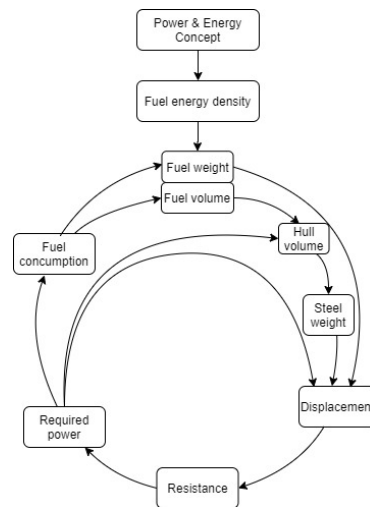 Power & Energy
Concept
Fuel energy density
Fuel weight
Fuel volume
Hull
volume
Fuel
concumption
Steel
weight
Displacement
Required
power
Resistance